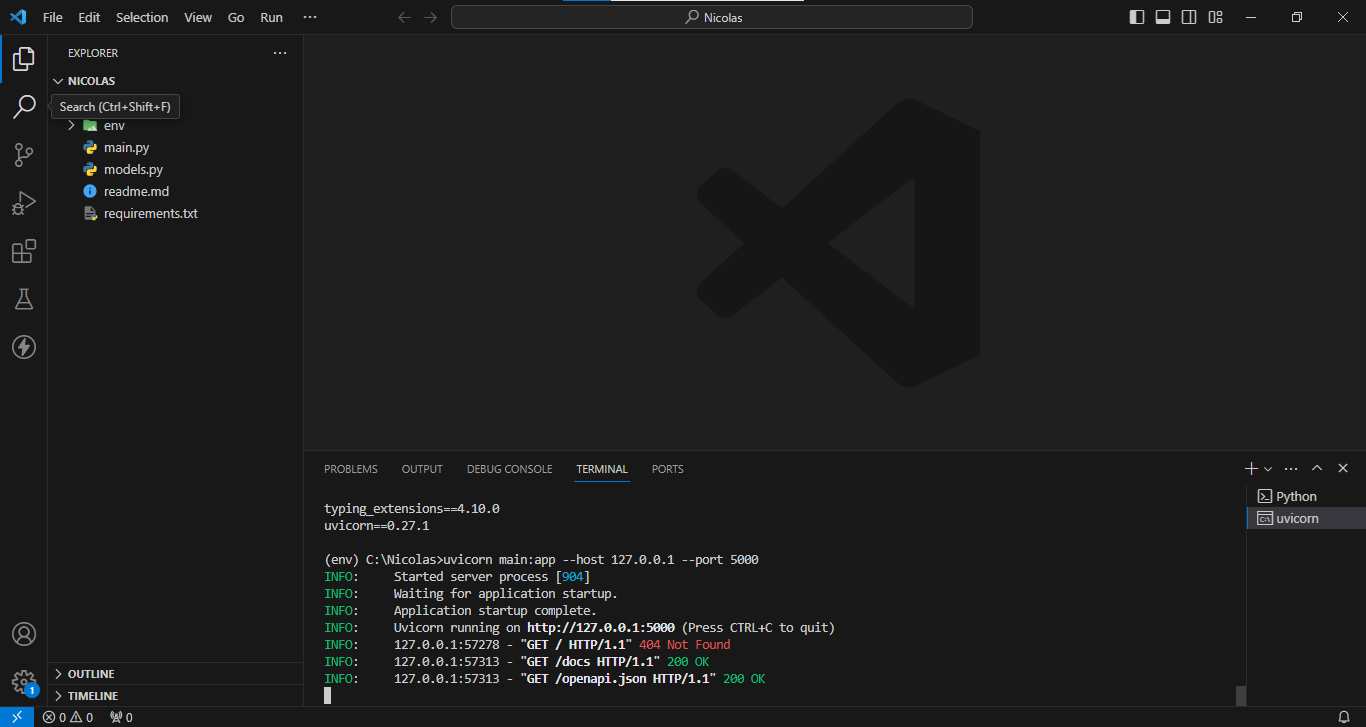 File Edit Selection View Go Run ···
Nicolas
EXPLORER
NICOLAS
Search (Ctrl+Shift+F)
env
main.py
models.py
readme.md
requirements.txt
OUTLINE
TIMELINE
PROBLEMS OUTPUT DEBUG CONSOLE TERMINAL PORTS
typing_extensions==4.10.0
uvicorn==0.27.1
(env) C:\Nicolas>uvicorn main:app --host 127.0.0.1 --port 5000
INFO: Started server process [904]
INFO: Waiting for application startup.
INFO: Application startup complete.
INFO: Uvicorn running on http://127.0.0.1:5000 (Press CTRL+C to quit)
INFO: 127.0.0.1:57278 - "GET / HTTP/1.1" 404 Not Found
INFO: 127.0.0.1:57313 - "GET /docs HTTP/1.1" 200 OK
INFO: 127.0.0.1:57313 - "GET /openapi.json HTTP/1.1" 200 OK
Python
uvicorn
1
0 0 0